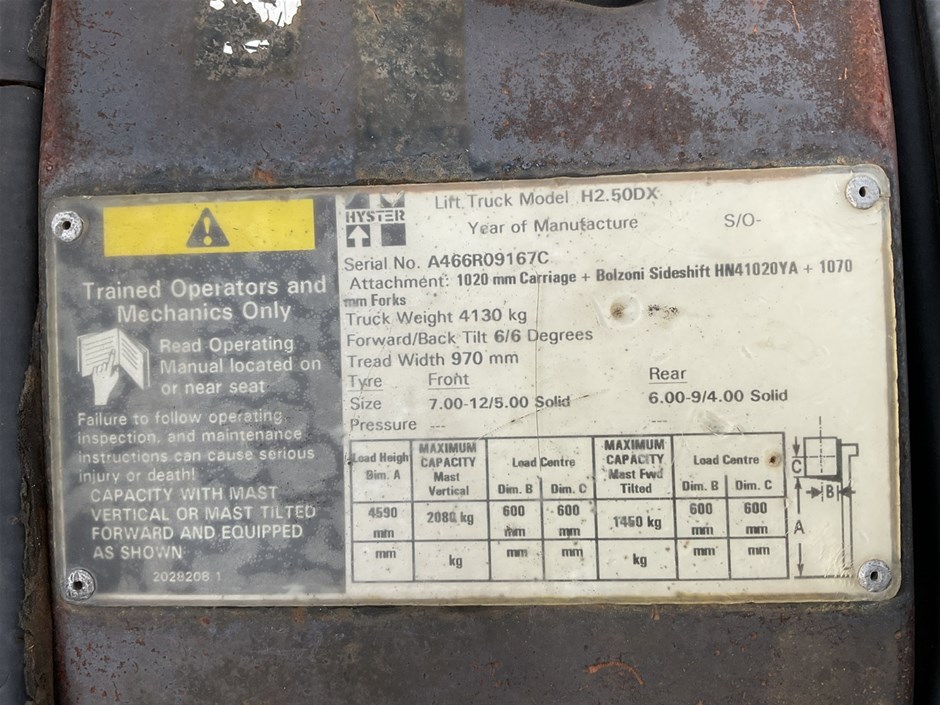 Trained Operators and
Mechanics Only
Read Operating
Manual located on
or near seat
Failure to follow operating,
inspection, and maintenance
instructions can cause serious
injury or death!
CAPACITY WITH MAST
VERTICAL OR MAST TILTED
FORWARD AND EQUIPPED
AS SHOWN
2028206 1
HYSTER
Lift Truck Model H2.50DX
Year of Manufacture S/O-
Serial No. A466R09167C
Attachment: 1020 mm Carriage + Bolzoni Sideshift HN41020YA + 1070
mm Forks
Truck Weight 4130 kg
Forward/Back Tilt 6/6 Degrees
Tread Width 970 mm
Tyre Front Rear
Size 7.00-12/5.00 Solid 6.00-9/4.00 Solid
Pressure --- ---
Load Heigh MAXIMUM CAPACITY Mast Vertical Load Centre MAXIMUM CAPACITY Mast Fwd Tilted Load Centre
Dim. A Dim. B Dim. C Dim. B Dim. C
4590 mm 2080 kg 600 mm 600 mm 1450 kg 600 mm 600 mm
mm kg mm mm kg mm mm
C
B
A